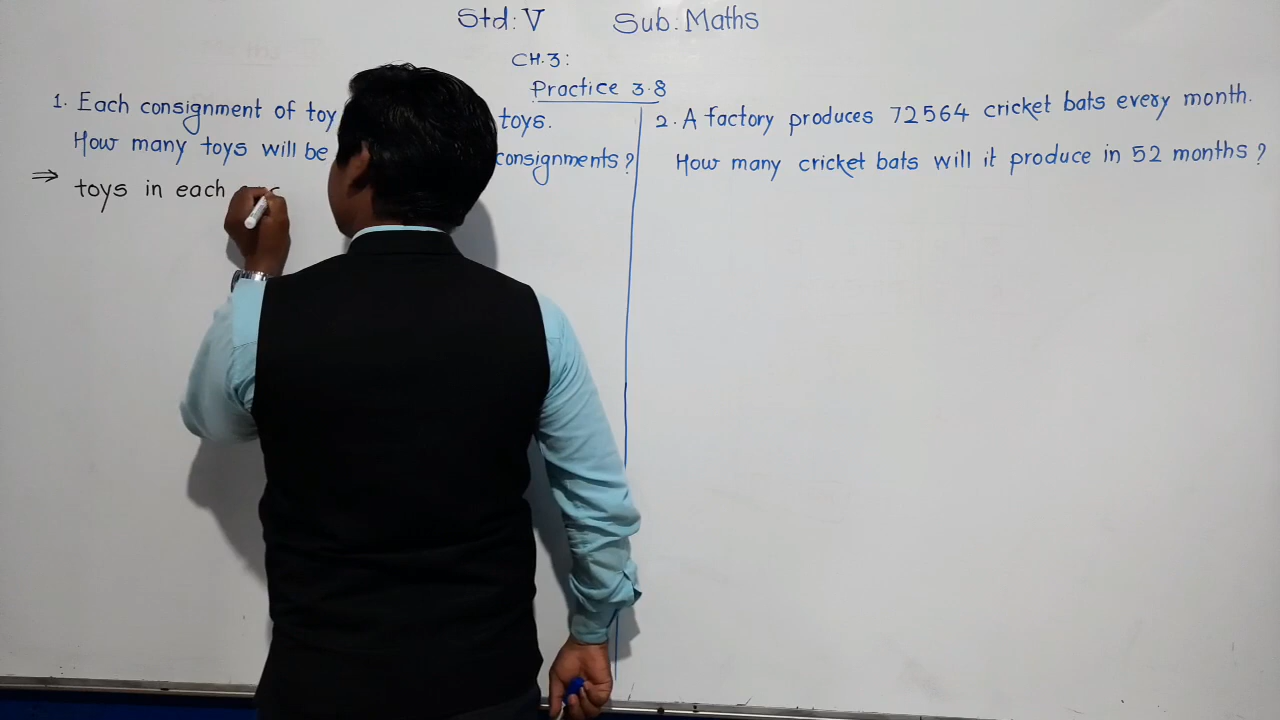 Std: V Sub: Maths
CH.3:
Practice 3.8
1. Each consignment of toy toys.
How many toys will be consignments?
⇒ toys in each
2. A factory produces 72564 cricket bats every month.
How many cricket bats will it produce in 52 months?